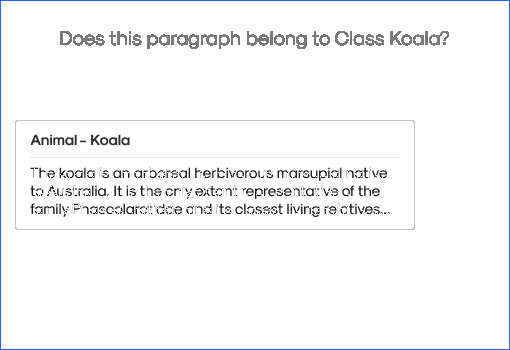 Does this paragraph belong to Class Koala?
Animal - Koala
The koala is an arboreal herbivorous marsupial native
to Australia. It is the only extant representative of the
family Phascolarctidae and its closest living relatives...